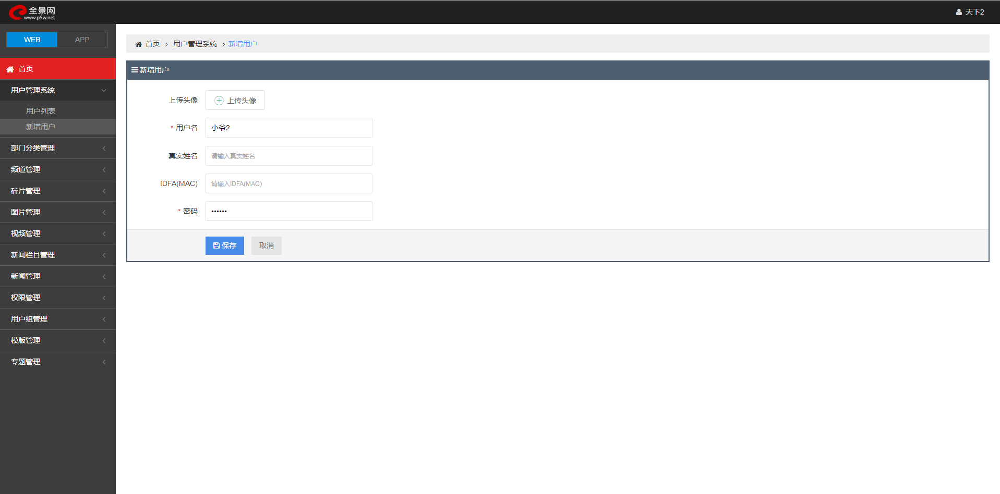 全景网
www.p5w.net
天下2
WEB APP
首页
用户管理系统
用户列表
新增用户
部门分类管理
频道管理
碎片管理
图片管理
视频管理
新闻栏目管理
新闻管理
权限管理
用户组管理
模版管理
专题管理
首页 > 用户管理系统 > 新增用户
新增用户
上传头像 上传头像
* 用户名 小爷2
真实姓名 请输入真实姓名
IDFA(MAC) 请输入IDFA(MAC)
* 密码 ••••••
保存 取消